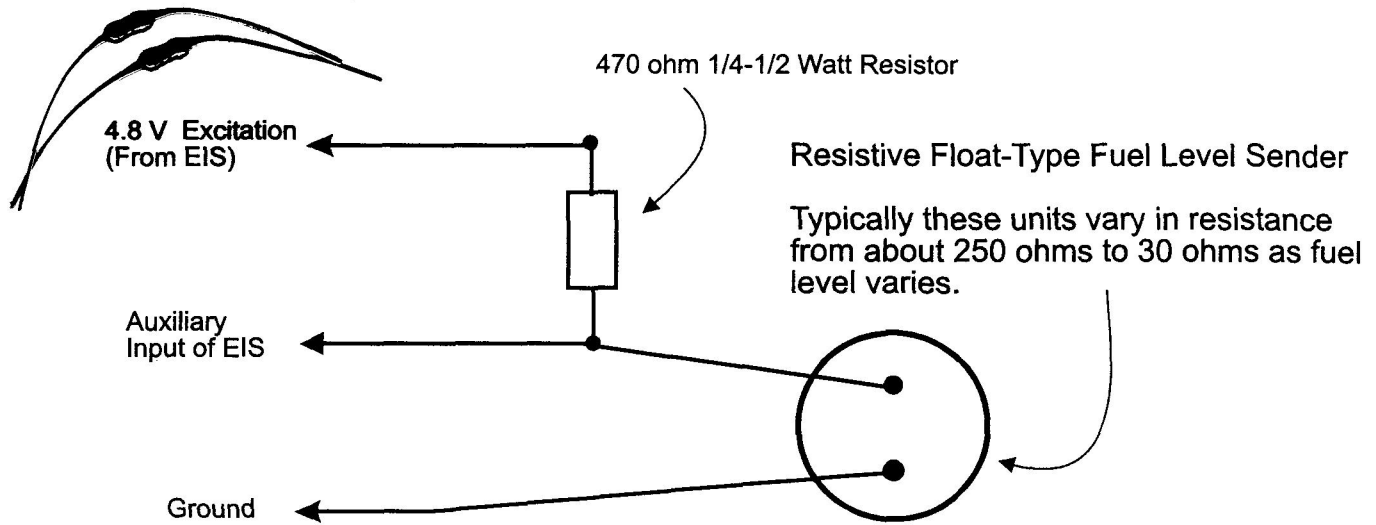 470 ohm 1/4-1/2 Watt Resistor
4.8 V Excitation
(From EIS)
Resistive Float-Type Fuel Level Sender
Typically these units vary in resistance
from about 250 ohms to 30 ohms as fuel
level varies.
Auxiliary
Input of EIS
Ground